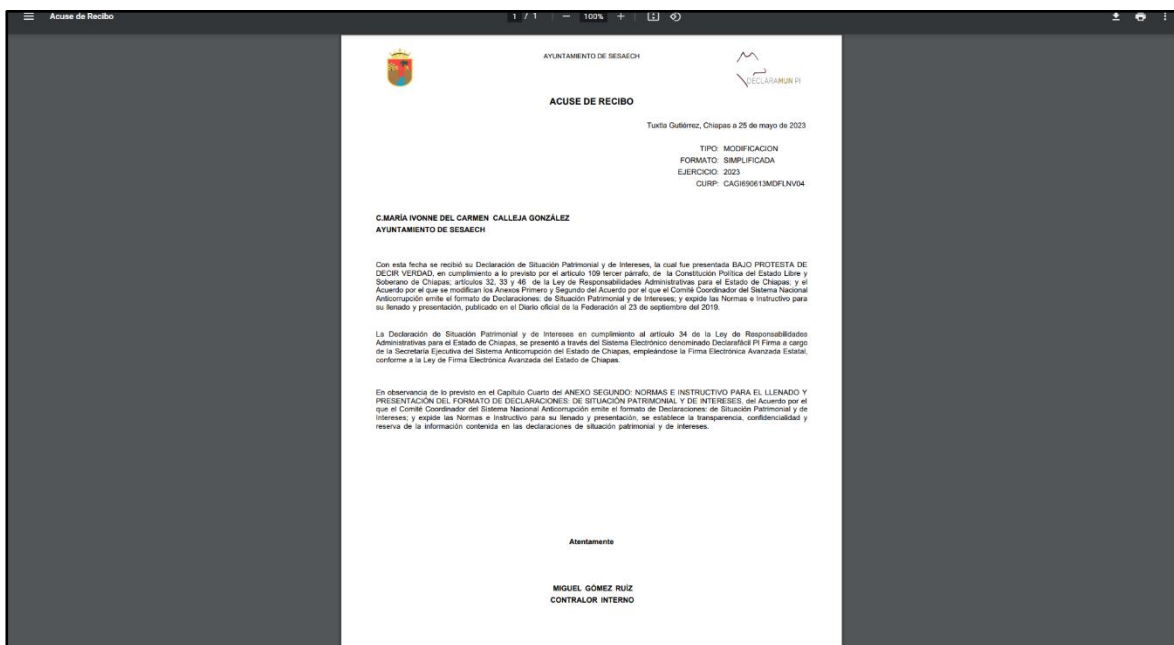 Acuse de Recibo
1 / 1
100%
AYUNTAMIENTO DE SESAECH
DECLARAMUN PI
ACUSE DE RECIBO
Tuxtla Gutiérrez, Chiapas a 25 de mayo de 2023
TIPO: MODIFICACION
FORMATO: SIMPLIFICADA
EJERCICIO: 2023
CURP: CAGI690613MDFLNV04
C.MARÍA IVONNE DEL CARMEN CALLEJA GONZÁLEZ
AYUNTAMIENTO DE SESAECH
Con esta fecha se recibió su Declaración de Situación Patrimonial y de Intereses, la cual fue presentada BAJO PROTESTA DE
DECIR VERDAD, en cumplimiento a lo previsto por el artículo 109 tercer párrafo, de la Constitución Política del Estado Libre y
Soberano de Chiapas; artículos 32, 33 y 46 de la Ley de Responsabilidades Administrativas para el Estado de Chiapas; y el
Acuerdo por el que se modifican los Anexos Primero y Segundo del Acuerdo por el que el Comité Coordinador del Sistema Nacional
Anticorrupción emite el formato de Declaraciones: de Situación Patrimonial y de Intereses; y expide las Normas e Instructivo para
su llenado y presentación, publicado en el Diario oficial de la Federación el 23 de septiembre del 2019.
La Declaración de Situación Patrimonial y de Intereses en cumplimiento al artículo 34 de la Ley de Responsabilidades
Administrativas para el Estado de Chiapas, se presentó a través del Sistema Electrónico denominado Declarafácil PI Firma a cargo
de la Secretaría Ejecutiva del Sistema Anticorrupción del Estado de Chiapas, empleándose la Firma Electrónica Avanzada Estatal,
conforme a la Ley de Firma Electrónica Avanzada del Estado de Chiapas.
En observancia de lo previsto en el Capítulo Cuarto del ANEXO SEGUNDO: NORMAS E INSTRUCTIVO PARA EL LLENADO Y
PRESENTACIÓN DEL FORMATO DE DECLARACIONES: DE SITUACIÓN PATRIMONIAL Y DE INTERESES, del Acuerdo por el
que el Comité Coordinador del Sistema Nacional Anticorrupción emite el formato de Declaraciones: de Situación Patrimonial y de
Intereses; y expide las Normas e Instructivo para su llenado y presentación, se establece la transparencia, confidencialidad y
reserva de la información contenida en las declaraciones de situación patrimonial y de intereses.
Atentamente
MIGUEL GÓMEZ RUÍZ
CONTRALOR INTERNO